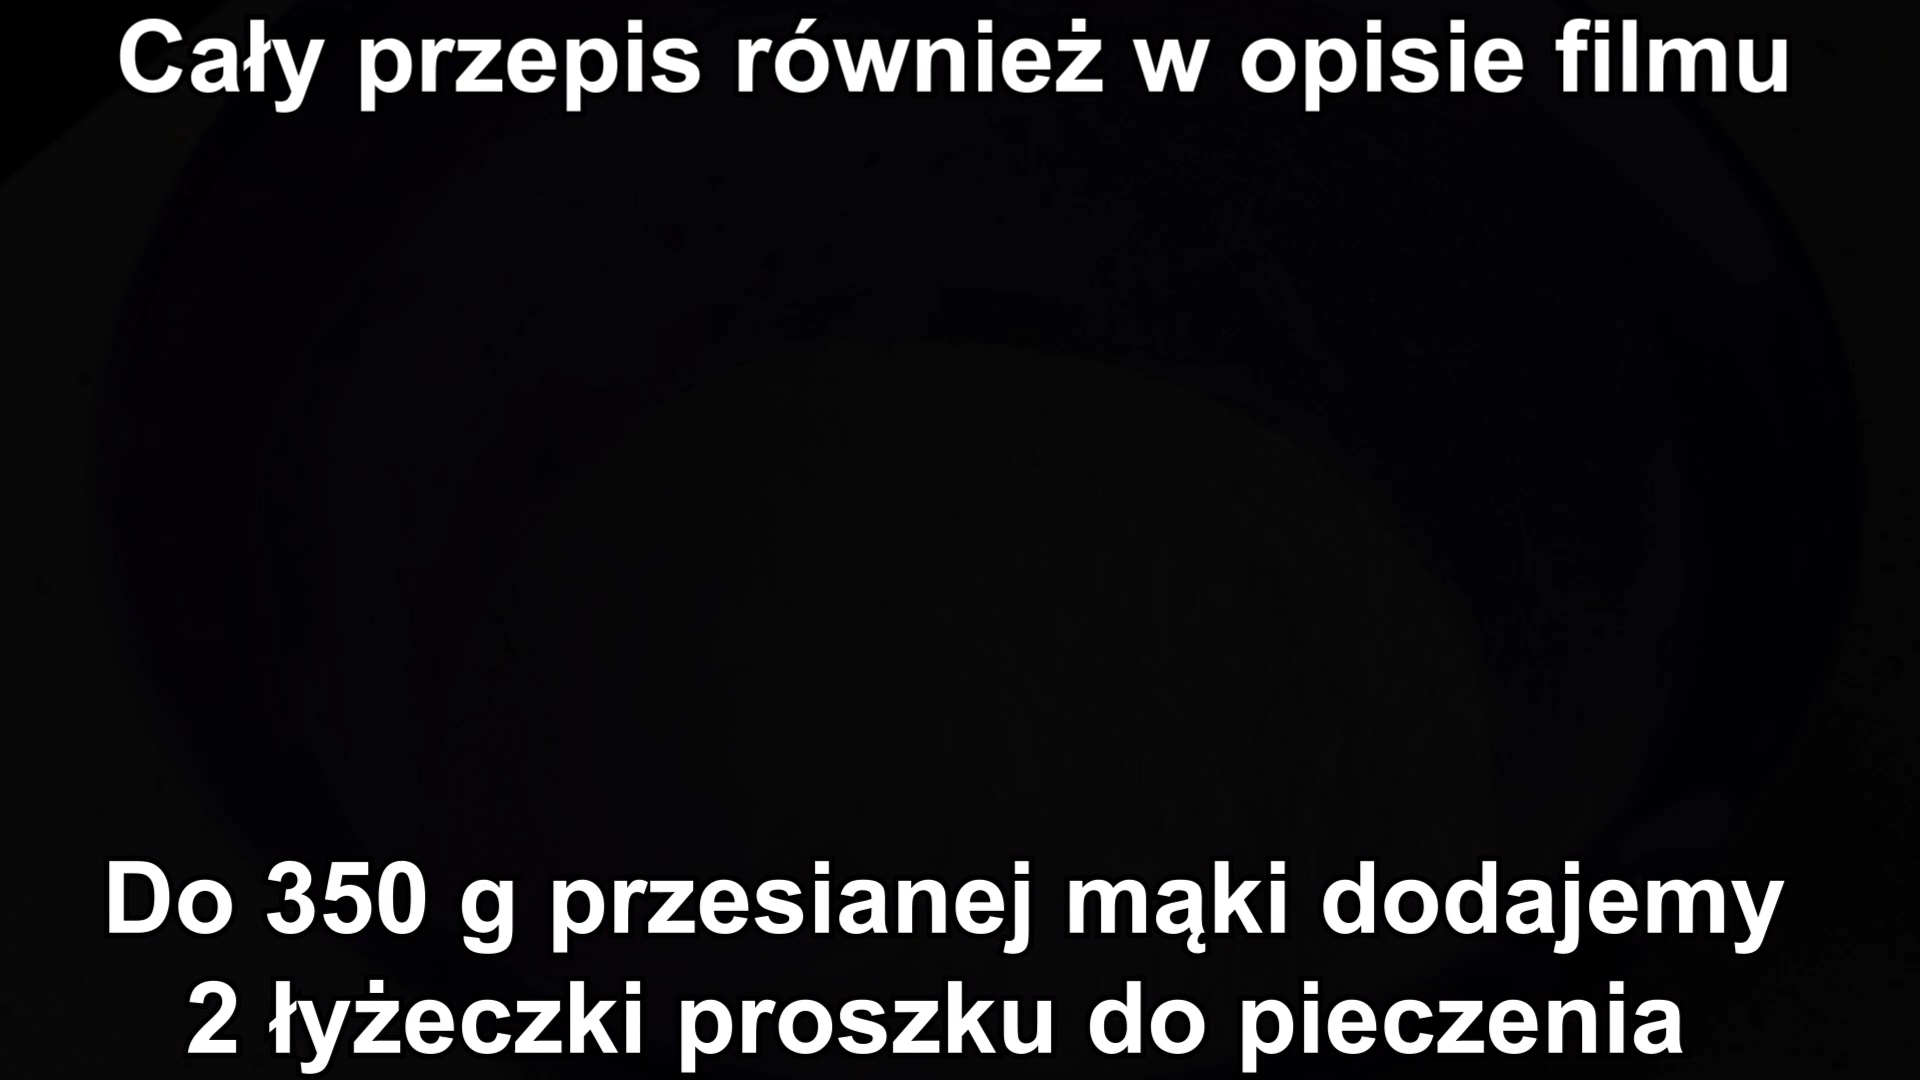 Cały przepis również w opisie filmu
Do 350 g przesianej mąki dodajemy
2 łyżeczki proszku do pieczenia